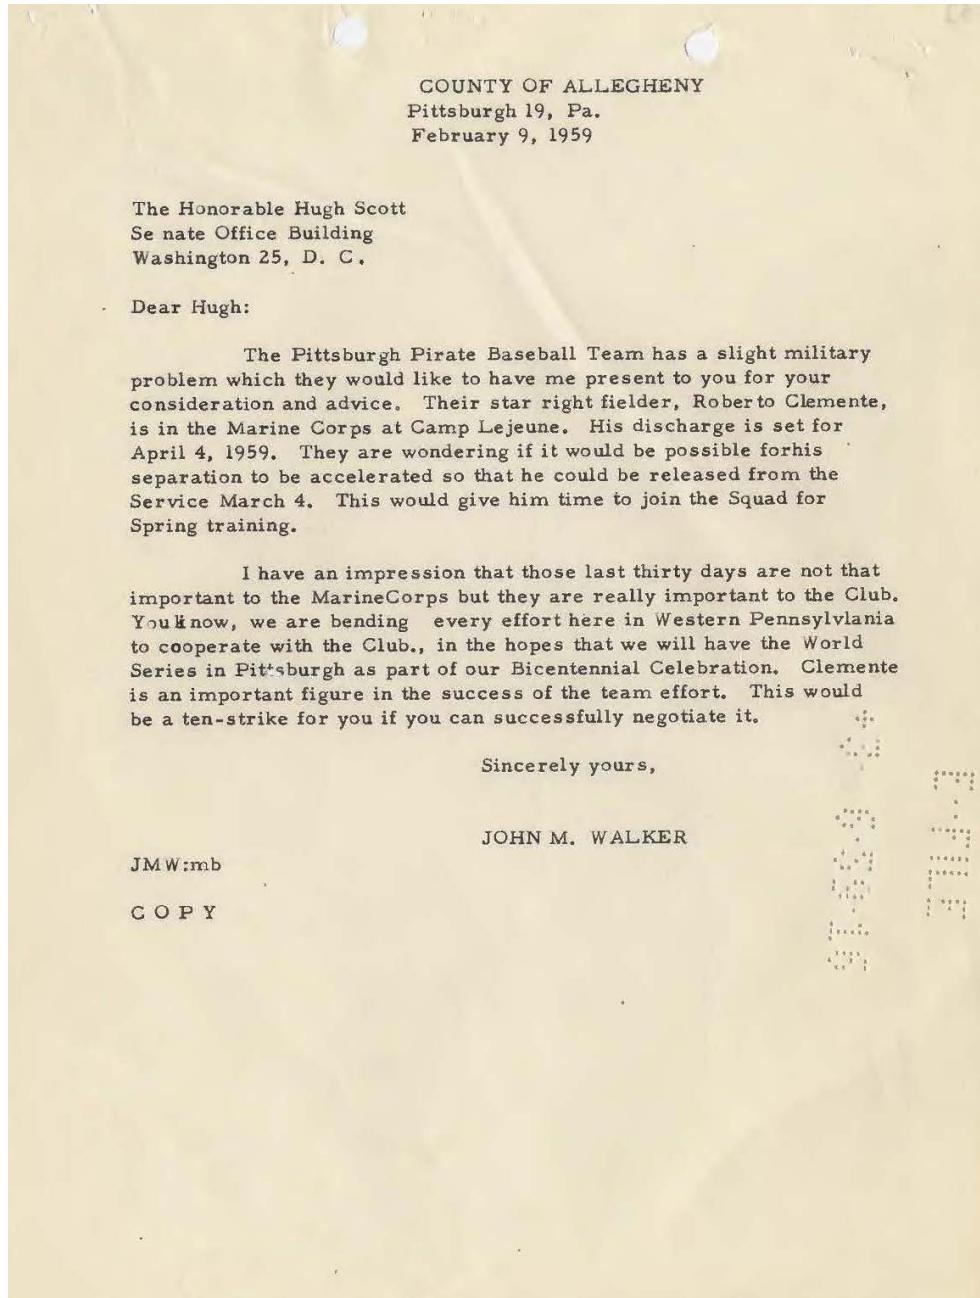 COUNTY OF ALLEGHENY
Pittsburgh 19, Pa.
February 9, 1959
The Honorable Hugh Scott
Se nate Office Building
Washington 25, D. C.
Dear Hugh:
The Pittsburgh Pirate Baseball Team has a slight military
problem which they would like to have me present to you for your
consideration and advice. Their star right fielder, Roberto Clemente,
is in the Marine Corps at Camp Lejeune. His discharge is set for
April 4, 1959. They are wondering if it would be possible forhis
separation to be accelerated so that he could be released from the
Service March 4. This would give him time to join the Squad for
Spring training.
I have an impression that those last thirty days are not that
important to the MarineCorps but they are really important to the Club.
You know, we are bending every effort here in Western Pennsylvlania
to cooperate with the Club., in the hopes that we will have the World
Series in Pittsburgh as part of our Bicentennial Celebration. Clemente
is an important figure in the success of the team effort. This would
be a ten-strike for you if you can successfully negotiate it.
Sincerely yours,
JOHN M. WALKER
JMW:mb
C O P Y
FILE